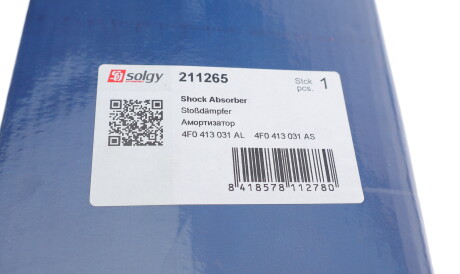 solgy 211265 Stck pcs. 1
Shock Absorber
Stoßdämpfer
Амортизатор
4F0 413 031 AL 4F0 413 031 AS
8 418578 112780